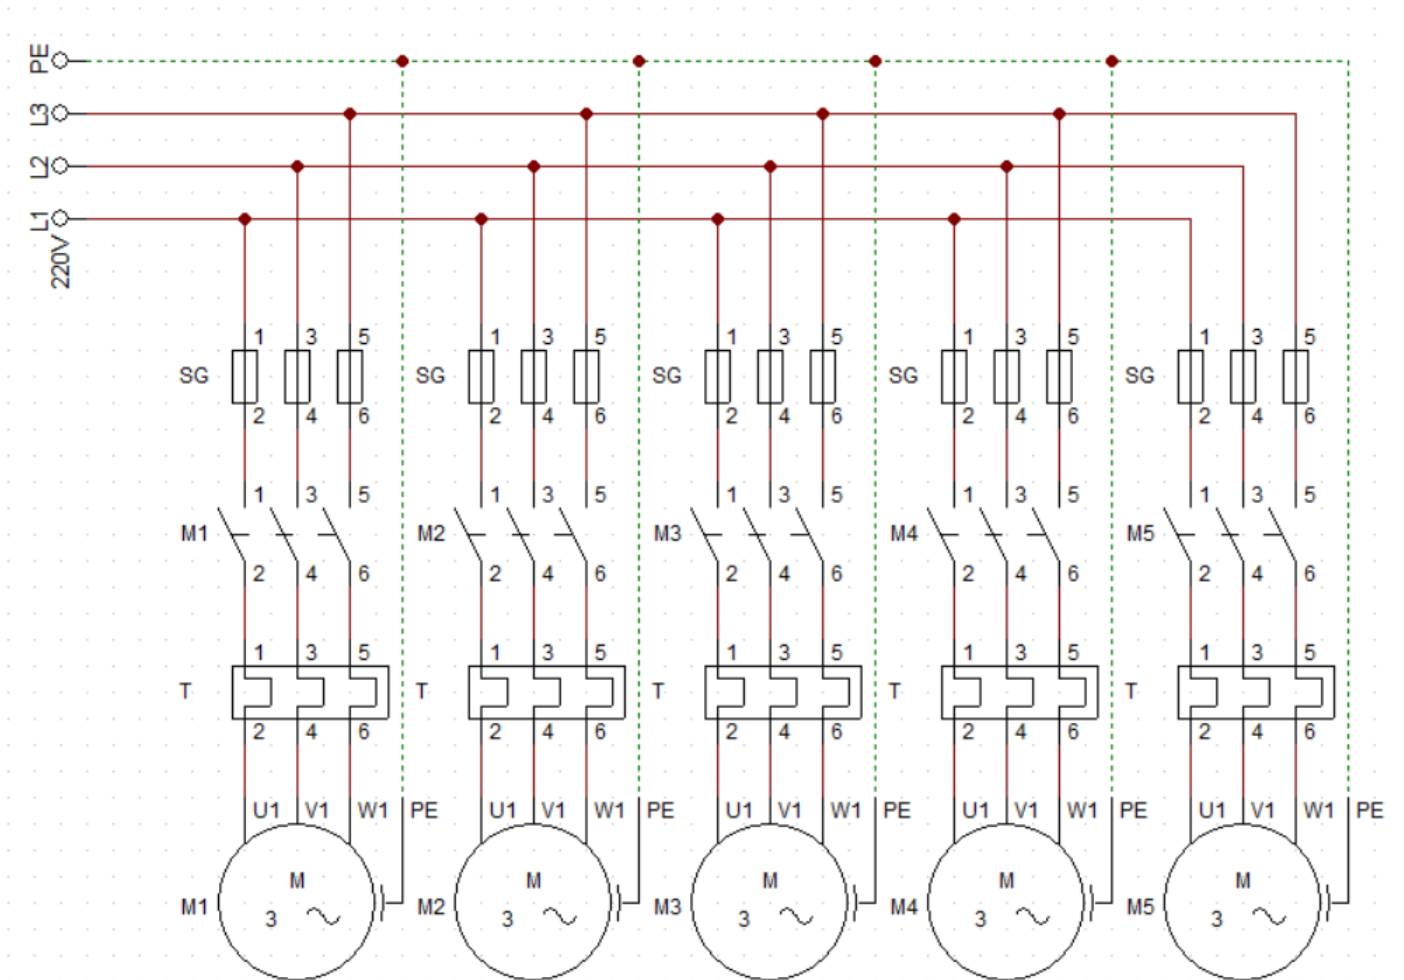 PE
L3
L2
L1
220V
1 3 5 1 3 5 1 3 5 1 3 5 1 3 5
SG SG SG SG SG
2 4 6 2 4 6 2 4 6 2 4 6 2 4 6
1 3 5 1 3 5 1 3 5 1 3 5 1 3 5
M1 M2 M3 M4 M5
2 4 6 2 4 6 2 4 6 2 4 6 2 4 6
1 3 5 1 3 5 1 3 5 1 3 5 1 3 5
T T T T T
2 4 6 2 4 6 2 4 6 2 4 6 2 4 6
U1 V1 W1 PE U1 V1 W1 PE U1 V1 W1 PE U1 V1 W1 PE U1 V1 W1 PE
M M M M M
M1 M2 M3 M4 M5
3 3 3 3 3